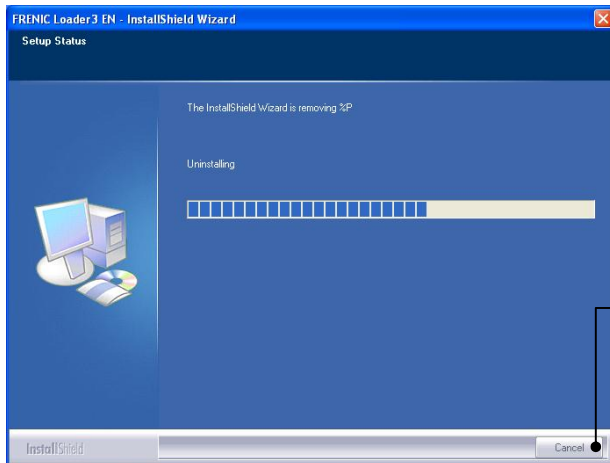 FRENIC Loader3 EN - InstallShield Wizard
Setup Status
The InstallShield Wizard is removing %P
Uninstalling
InstallShield
Cancel